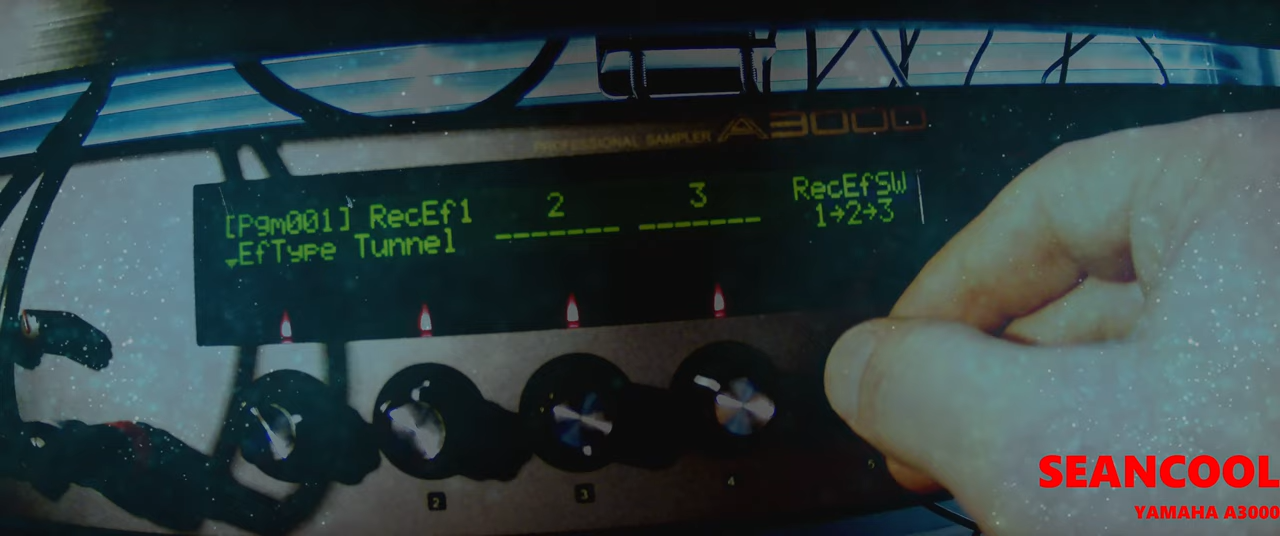 PROFESSIONAL SAMPLER A3000
[Pgm001] RecEf1 2 3 RecEfSW
EfType Tunnel ------- ------- 1→2→3
2 3 4 5
SEANCOOL
YAMAHA A3000